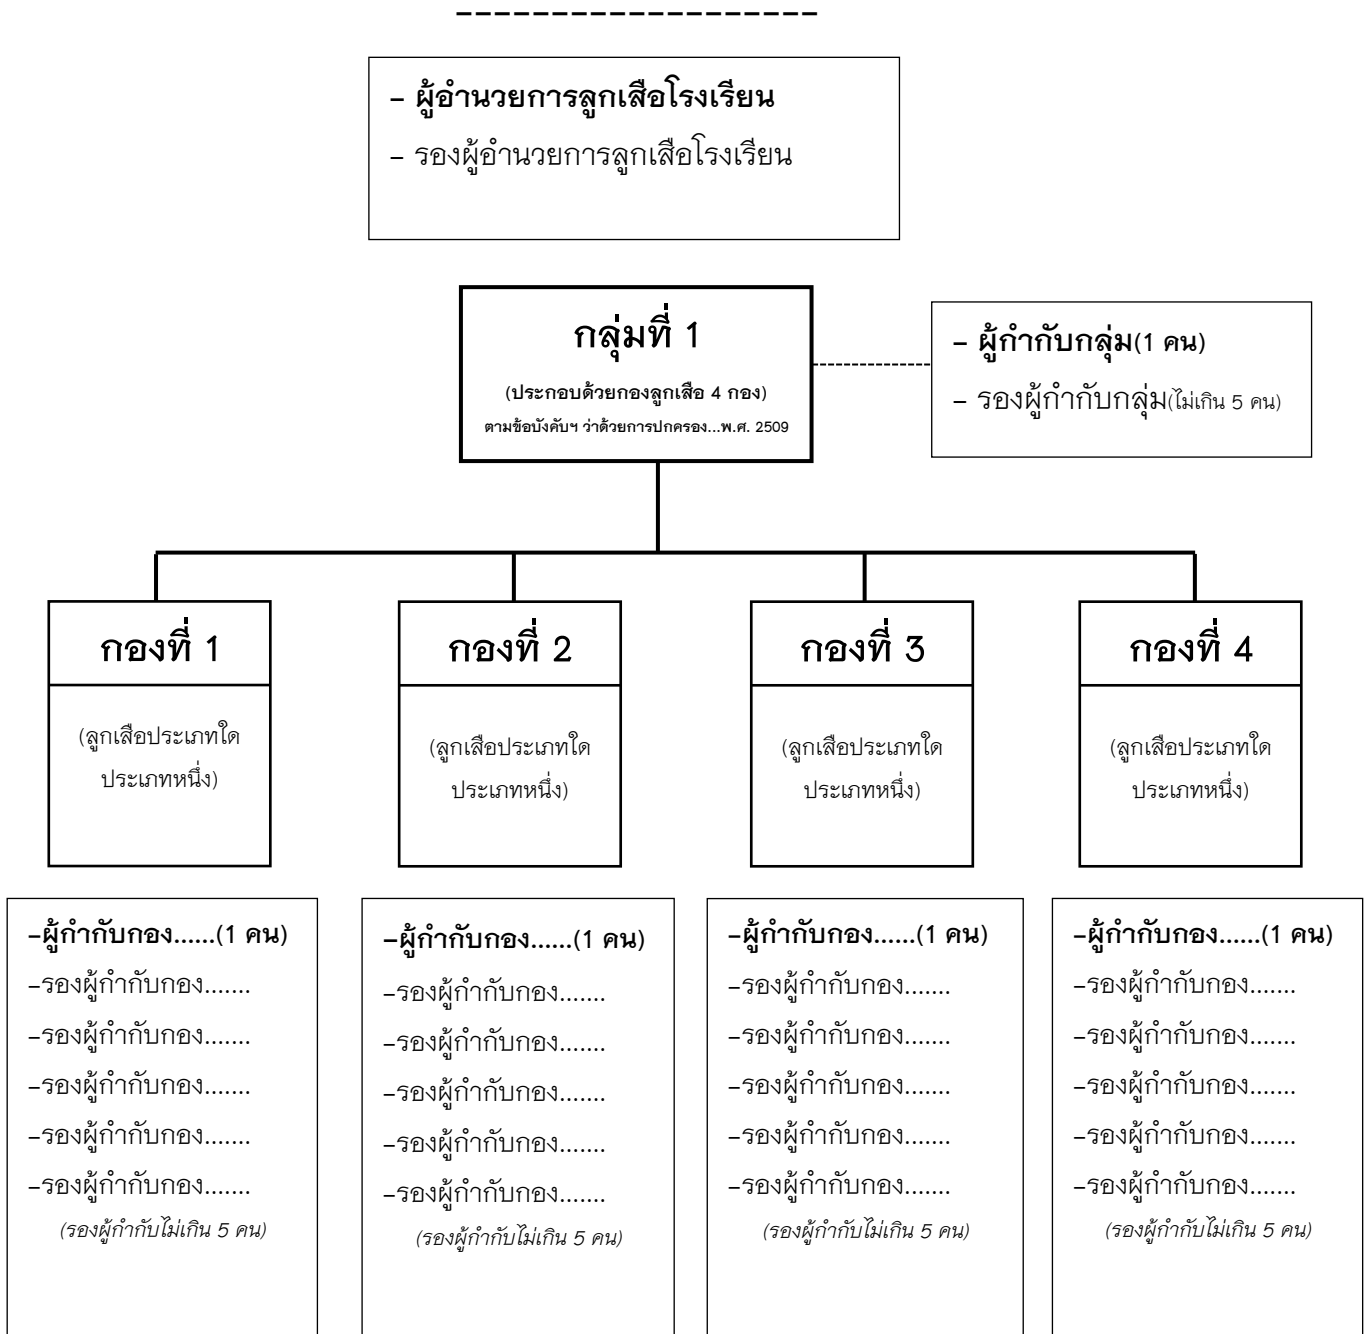 -------------------
- ผู้อำนวยการลูกเสือโรงเรียน
- รองผู้อำนวยการลูกเสือโรงเรียน
กลุ่มที่ 1
(ประกอบด้วยกองลูกเสือ 4 กอง)
ตามข้อบังคับฯ ว่าด้วยการปกครอง...พ.ศ. 2509
- ผู้กำกับกลุ่ม(1 คน)
- รองผู้กำกับกลุ่ม(ไม่เกิน 5 คน)
กองที่ 1
(ลูกเสือประเภทใด
ประเภทหนึ่ง)
กองที่ 2
(ลูกเสือประเภทใด
ประเภทหนึ่ง)
กองที่ 3
(ลูกเสือประเภทใด
ประเภทหนึ่ง)
กองที่ 4
(ลูกเสือประเภทใด
ประเภทหนึ่ง)
-ผู้กำกับกอง......(1 คน)
-รองผู้กำกับกอง.......
-รองผู้กำกับกอง.......
-รองผู้กำกับกอง.......
-รองผู้กำกับกอง.......
-รองผู้กำกับกอง.......
(รองผู้กำกับไม่เกิน 5 คน)
-ผู้กำกับกอง......(1 คน)
-รองผู้กำกับกอง.......
-รองผู้กำกับกอง.......
-รองผู้กำกับกอง.......
-รองผู้กำกับกอง.......
-รองผู้กำกับกอง.......
(รองผู้กำกับไม่เกิน 5 คน)
-ผู้กำกับกอง......(1 คน)
-รองผู้กำกับกอง.......
-รองผู้กำกับกอง.......
-รองผู้กำกับกอง.......
-รองผู้กำกับกอง.......
-รองผู้กำกับกอง.......
(รองผู้กำกับไม่เกิน 5 คน)
-ผู้กำกับกอง......(1 คน)
-รองผู้กำกับกอง.......
-รองผู้กำกับกอง.......
-รองผู้กำกับกอง.......
-รองผู้กำกับกอง.......
-รองผู้กำกับกอง.......
(รองผู้กำกับไม่เกิน 5 คน)